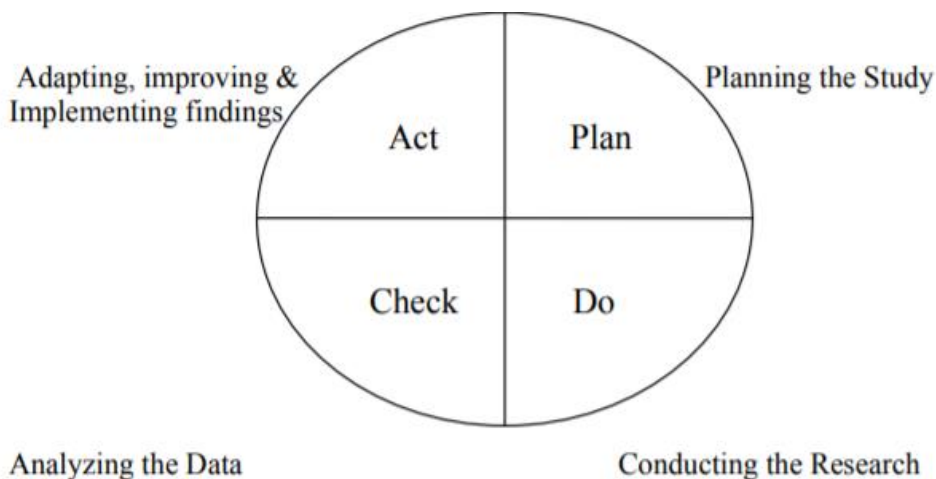 Adapting, improving &
Implementing findings
Planning the Study
Act
Plan
Check
Do
Analyzing the Data
Conducting the Research